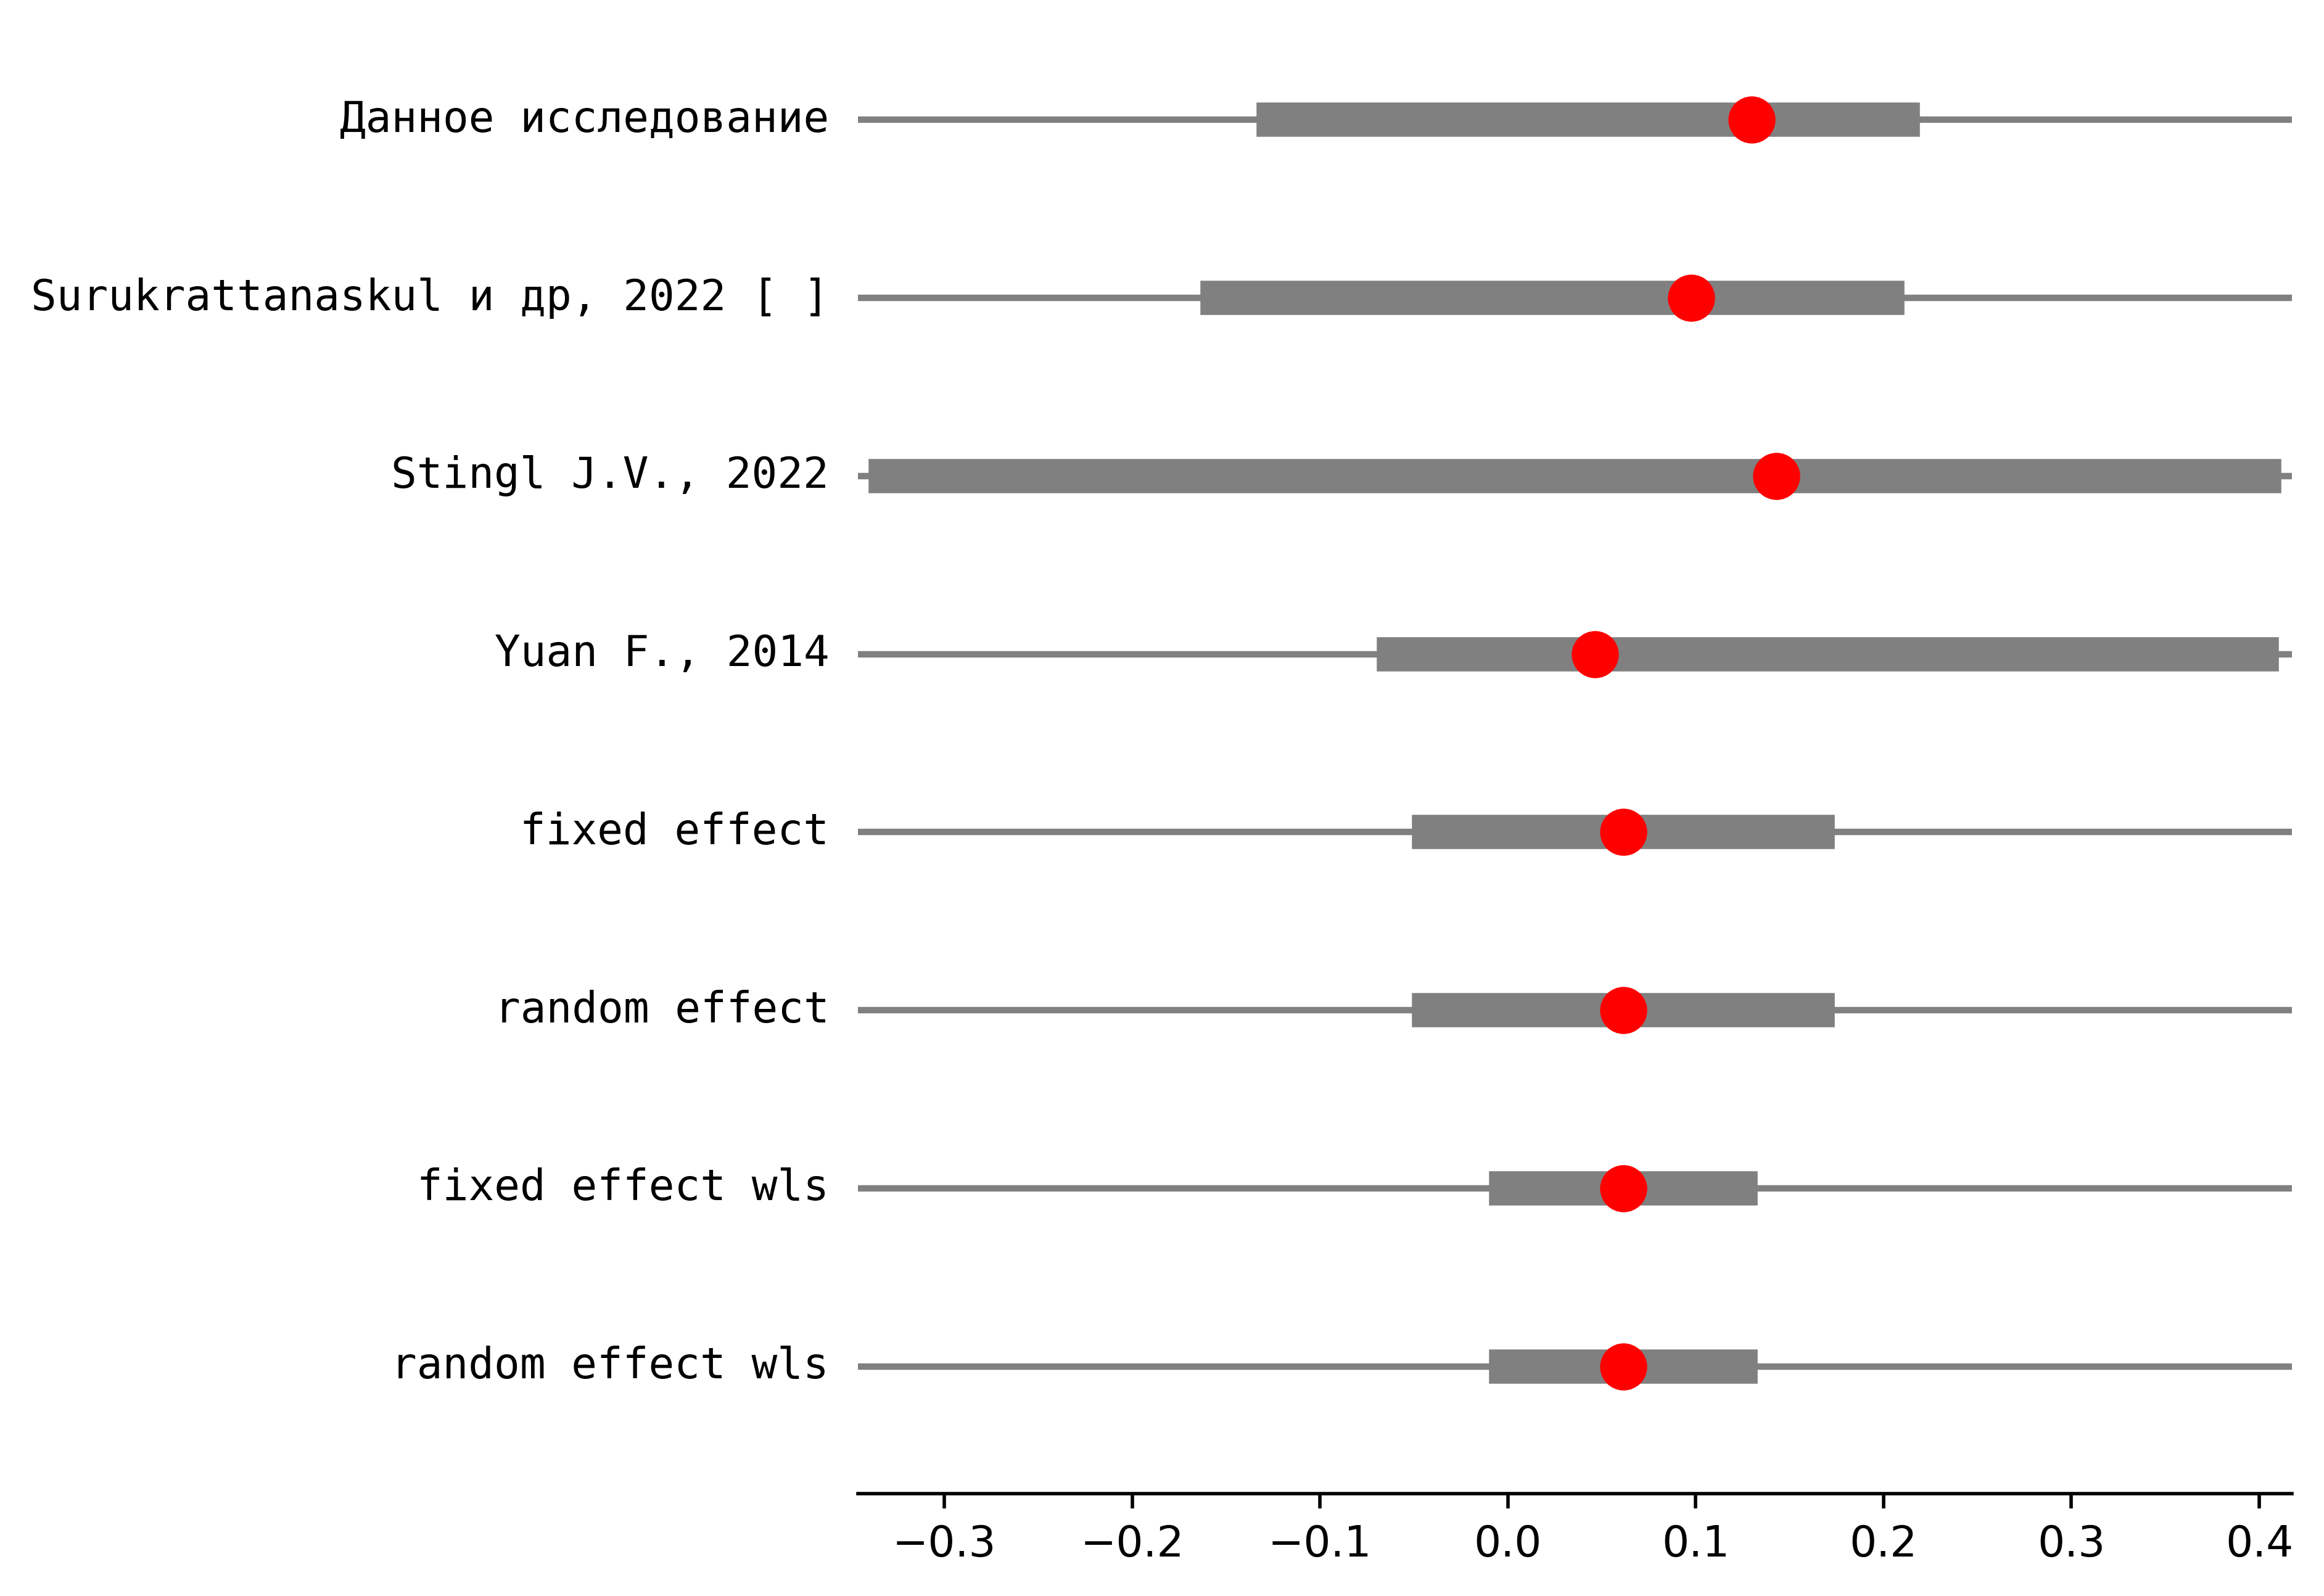 Данное исследование
Surukrattanaskul и др, 2022 [ ]
Stingl J.V., 2022
Yuan F., 2014
fixed effect
random effect
fixed effect wls
random effect wls
−0.3 −0.2 −0.1 0.0 0.1 0.2 0.3 0.4